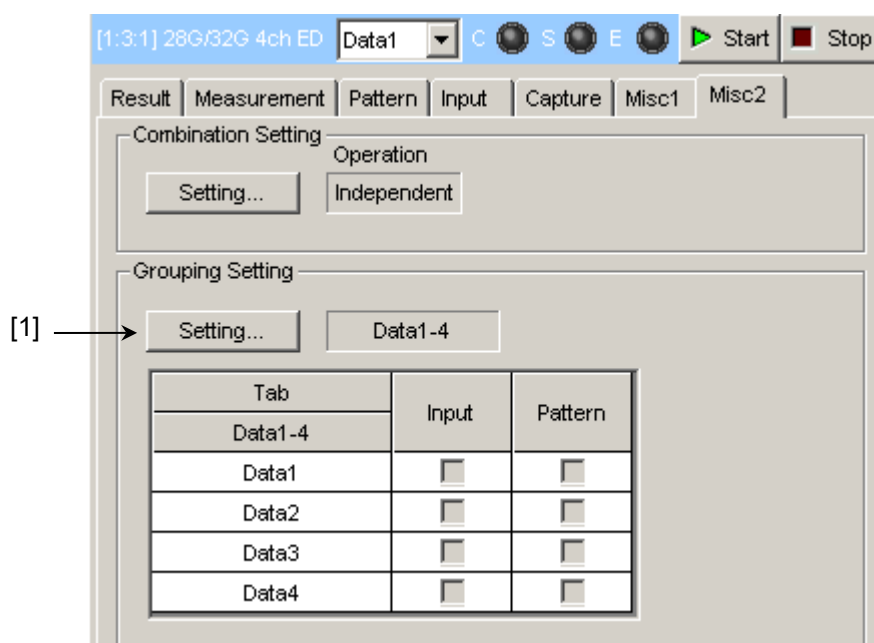 [1:3:1] 28G/32G 4ch ED Data1 C S E Start Stop
Result Measurement Pattern Input Capture Misc1 Misc2
Combination Setting
Operation
Setting... Independent
Grouping Setting
[1] Setting... Data1-4
Tab Input Pattern
Data1-4
Data1
Data2
Data3
Data4